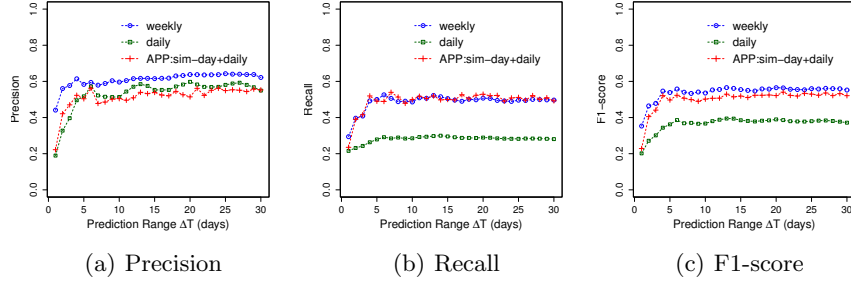 weekly
daily
APP:sim-day+daily
Precision
0.0 0.2 0.4 0.6 0.8 1.0
0 5 10 15 20 25 30
Prediction Range ΔT (days)
(a) Precision
weekly
daily
APP:sim-day+daily
Recall
0.0 0.2 0.4 0.6 0.8 1.0
0 5 10 15 20 25 30
Prediction Range ΔT (days)
(b) Recall
weekly
daily
APP:sim-day+daily
F1-score
0.0 0.2 0.4 0.6 0.8 1.0
0 5 10 15 20 25 30
Prediction Range ΔT (days)
(c) F1-score